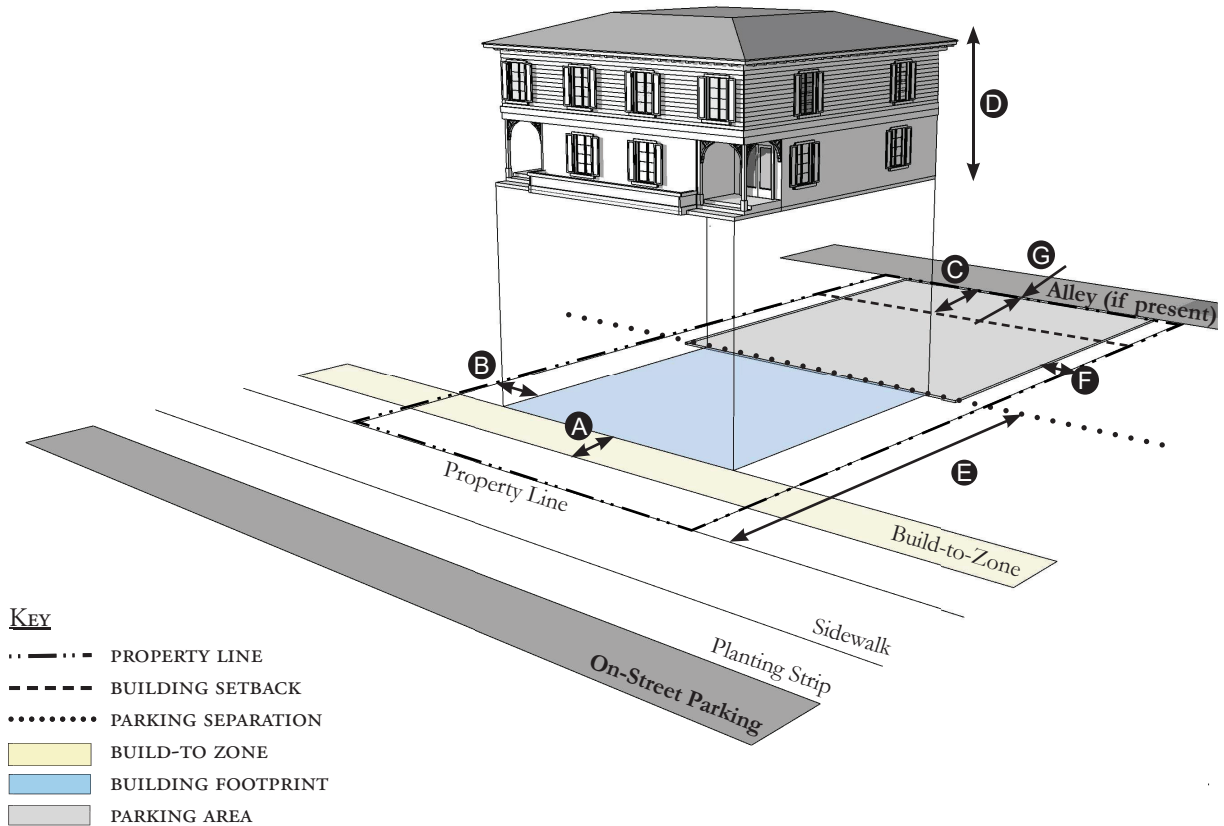 D
G
C
Alley (if present)
B
F
A
E
Property Line
Build-to-Zone
Sidewalk
Planting Strip
On-Street Parking
KEY
PROPERTY LINE
BUILDING SETBACK
PARKING SEPARATION
BUILD-TO ZONE
BUILDING FOOTPRINT
PARKING AREA